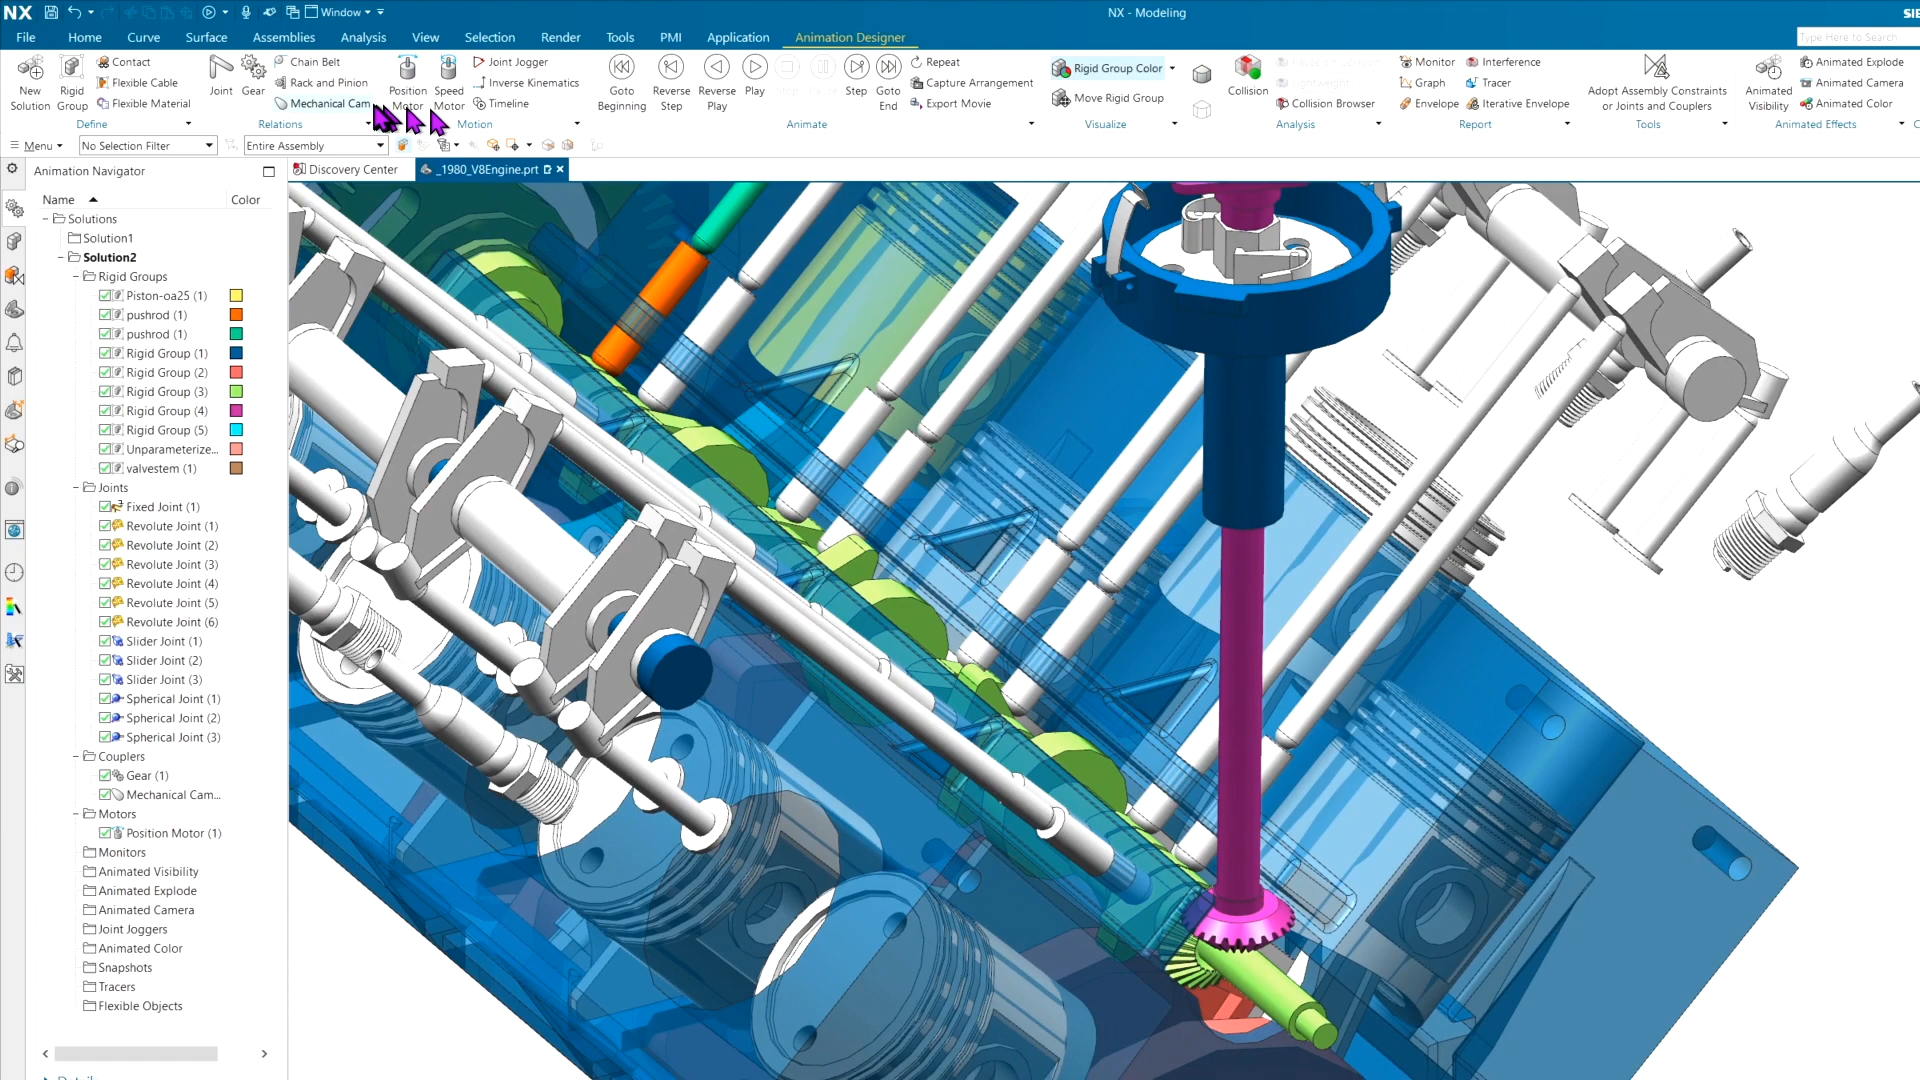 NX
Window
NX - Modeling
SIE
File Home Curve Surface Assemblies Analysis View Selection Render Tools PMI Application Animation Designer
Type Here to Search
New Solution
Rigid Group
Contact
Flexible Cable
Flexible Material
Define
Joint
Gear
Chain Belt
Rack and Pinion
Mechanical Cam
Relations
Position Motor
Speed Motor
Joint Jogger
Inverse Kinematics
Timeline
Motion
Goto Beginning
Reverse Step
Reverse Play
Play
Step
Goto End
Repeat
Capture Arrangement
Export Movie
Animate
Rigid Group Color
Move Rigid Group
Visualize
Collision
Collision Browser
Analysis
Monitor
Graph
Envelope
Interference
Tracer
Iterative Envelope
Report
Adopt Assembly Constraints or Joints and Couplers
Tools
Animated Visibility
Animated Explode
Animated Camera
Animated Color
Animated Effects
Menu
No Selection Filter
Entire Assembly
Animation Navigator
Discovery Center
_1980_V8Engine.prt
Name Color
Solutions
Solution1
Solution2
Rigid Groups
Piston-oa25 (1)
pushrod (1)
pushrod (1)
Rigid Group (1)
Rigid Group (2)
Rigid Group (3)
Rigid Group (4)
Rigid Group (5)
Unparameterize...
valvestem (1)
Joints
Fixed Joint (1)
Revolute Joint (1)
Revolute Joint (2)
Revolute Joint (3)
Revolute Joint (4)
Revolute Joint (5)
Revolute Joint (6)
Slider Joint (1)
Slider Joint (2)
Slider Joint (3)
Spherical Joint (1)
Spherical Joint (2)
Spherical Joint (3)
Couplers
Gear (1)
Mechanical Cam...
Motors
Position Motor (1)
Monitors
Animated Visibility
Animated Explode
Animated Camera
Joint Joggers
Animated Color
Snapshots
Tracers
Flexible Objects